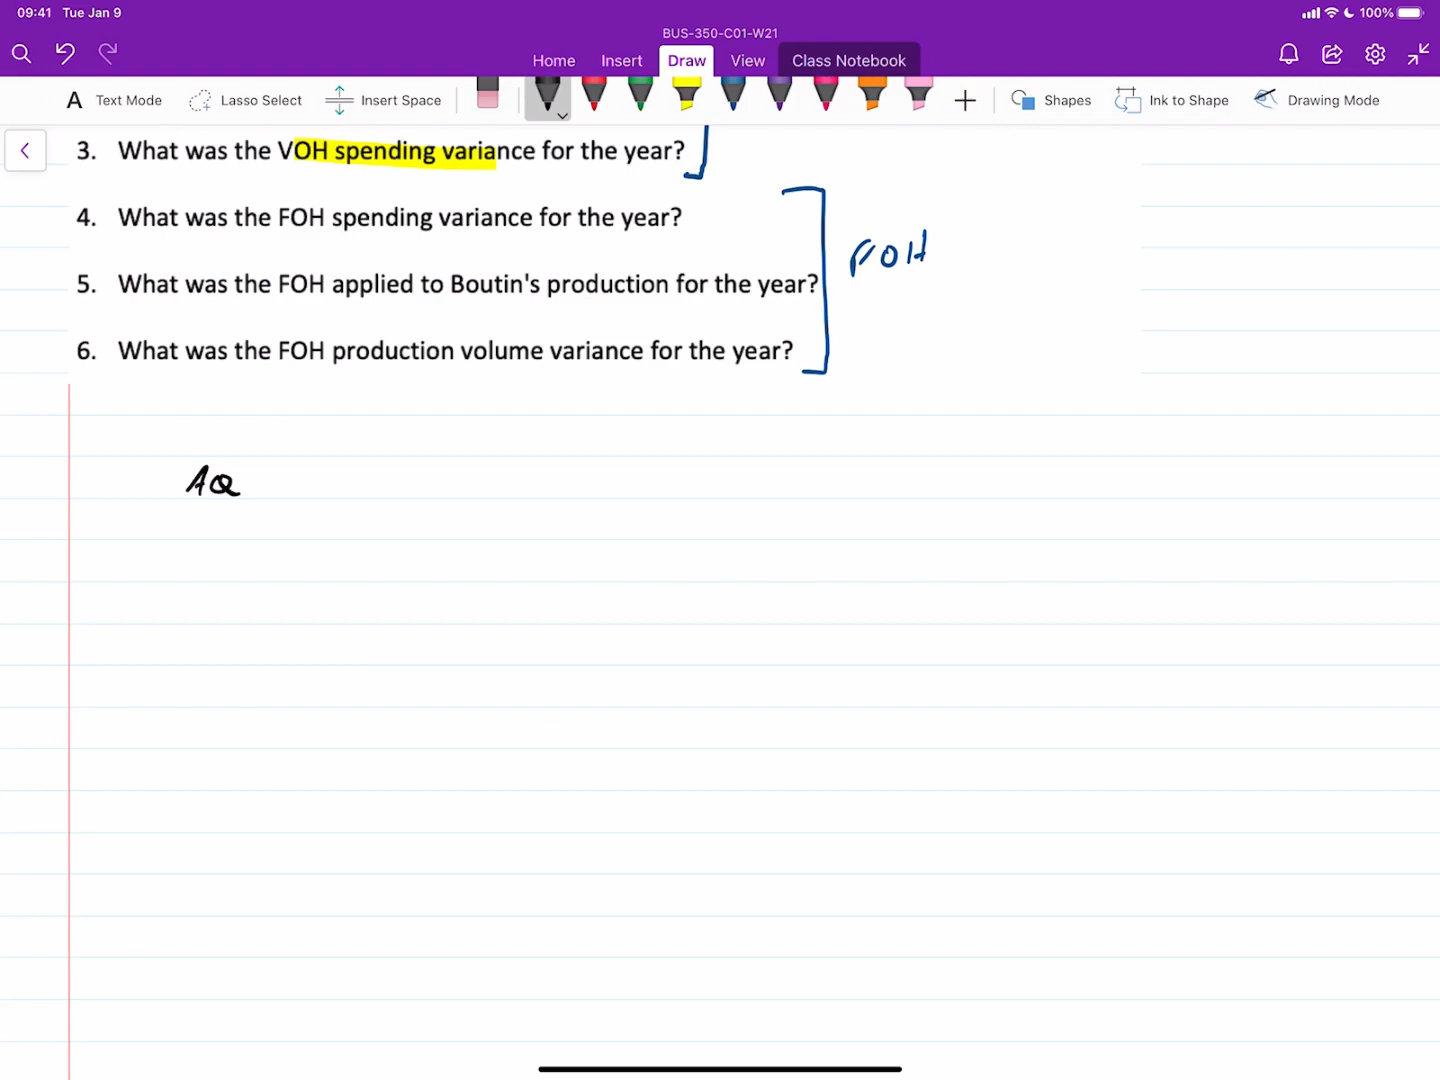 09:41 Tue Jan 9
100%
BUS-350-C01-W21
Home Insert Draw View Class Notebook
A Text Mode Lasso Select Insert Space Shapes Ink to Shape Drawing Mode
3. What was the VOH spending variance for the year?
4. What was the FOH spending variance for the year?
FOH
5. What was the FOH applied to Boutin's production for the year?
6. What was the FOH production volume variance for the year?
AQ